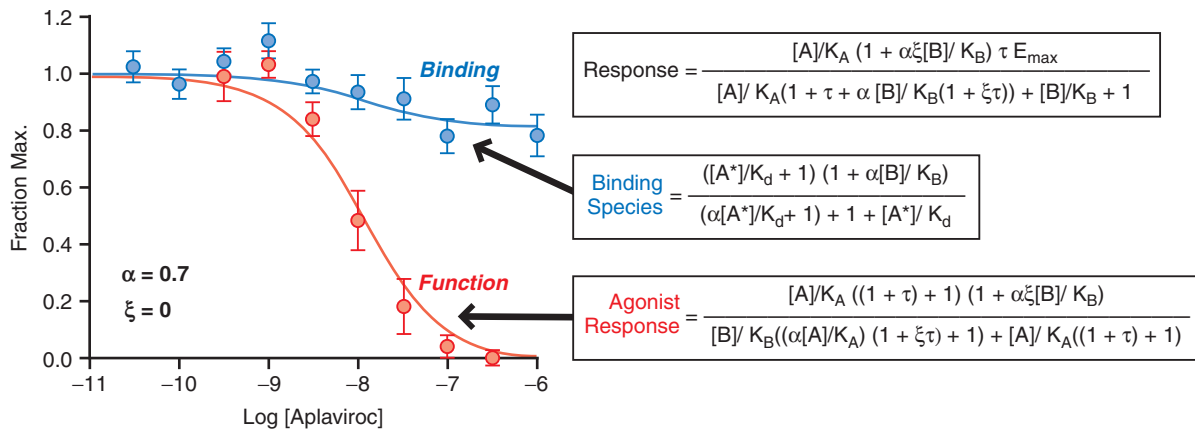 1.2
1.0
0.8
0.6
0.4
0.2
0.0
Fraction Max.
–11
–10
–9
–8
–7
–6
Log [Aplaviroc]
Binding
Function
α = 0.7
ξ = 0
Response = [A]/K_A (1 + αξ[B]/ K_B) τ E_max
[A]/ K_A(1 + τ + α [B]/ K_B(1 + ξτ)) + [B]/K_B + 1
Binding
Species = ([A*]/K_d + 1) (1 + α[B]/ K_B)
(α[A*]/K_d+ 1) + 1 + [A*]/ K_d
Agonist
Response = [A]/K_A ((1 + τ) + 1) (1 + αξ[B]/ K_B)
[B]/ K_B((α[A]/K_A) (1 + ξτ) + 1) + [A]/ K_A((1 + τ) + 1)